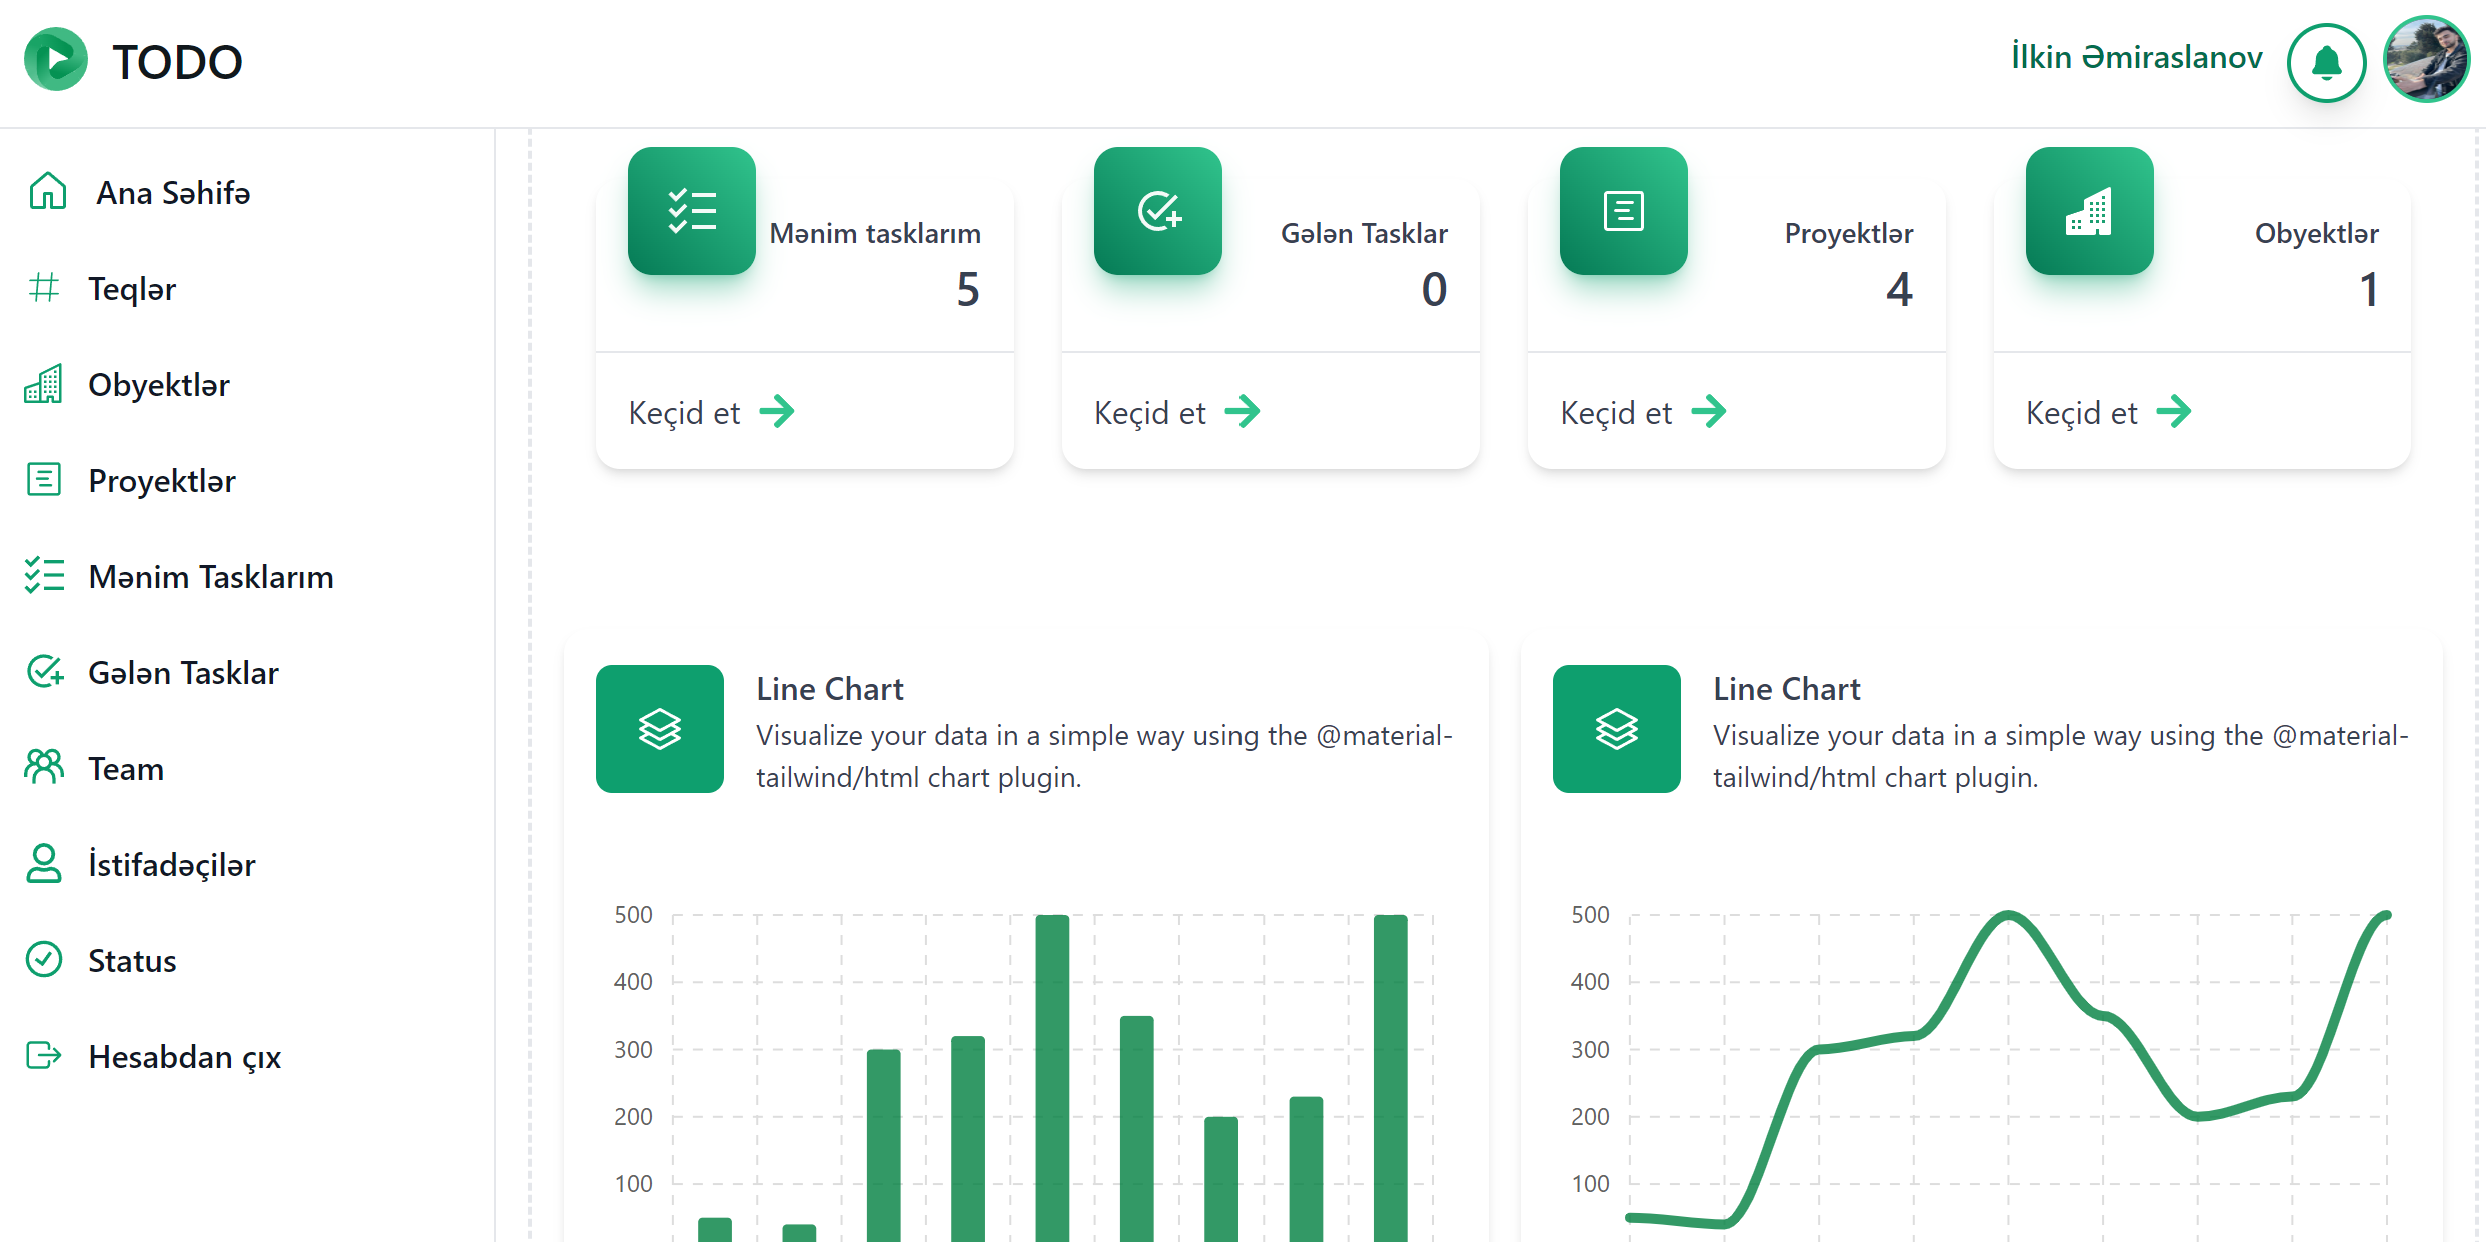 TODO
İlkin Əmiraslanov
Ana Səhifə
Teqlər
Obyektlər
Proyektlər
Mənim Tasklarım
Gələn Tasklar
Team
İstifadəçilər
Status
Hesabdan çıx
Mənim tasklarım
5
Keçid et
Gələn Tasklar
0
Keçid et
Proyektlər
4
Keçid et
Obyektlər
1
Keçid et
Line Chart
Visualize your data in a simple way using the @material-
tailwind/html chart plugin.
500
400
300
200
100
Line Chart
Visualize your data in a simple way using the @material-
tailwind/html chart plugin.
500
400
300
200
100